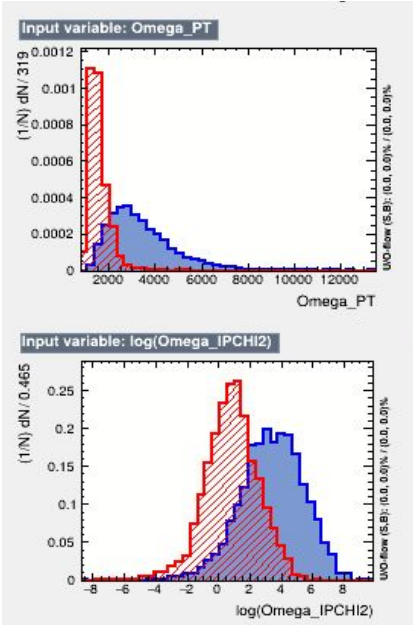 Input variable: Omega_PT
(1/N) dN / 319
0.0012
0.001
0.0008
0.0006
0.0004
0.0002
0
2000 4000 6000 8000 10000 12000
Omega_PT
U/O-flow (S,B): (0.0, 0.0)% / (0.0, 0.0)%
Input variable: log(Omega_IPCHI2)
(1/N) dN / 0.465
0.25
0.2
0.15
0.1
0.05
0
-8 -6 -4 -2 0 2 4 6 8
log(Omega_IPCHI2)
U/O-flow (S,B): (0.0, 0.0)% / (0.0, 0.0)%